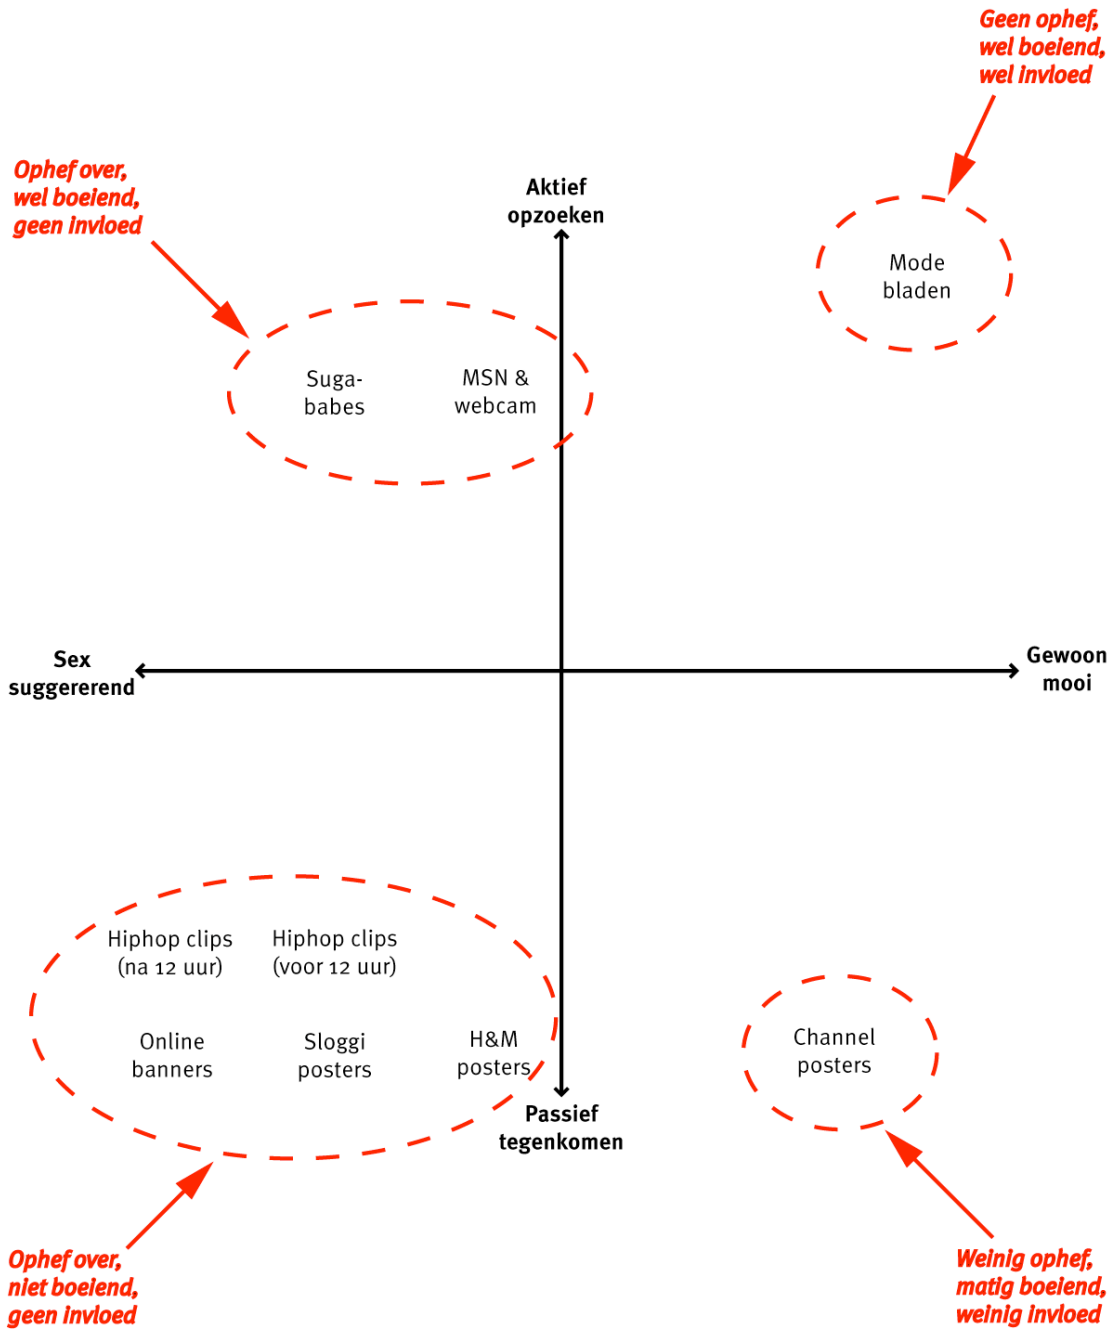 Geen ophef,
wel boeiend,
wel invloed
Ophef over,
wel boeiend,
geen invloed
Aktief
opzoeken
Mode
bladen
Suga-
babes
MSN &
webcam
Sex
suggererend
Gewoon
mooi
Hiphop clips
(na 12 uur)
Hiphop clips
(voor 12 uur)
Online
banners
Sloggi
posters
H&M
posters
Channel
posters
Passief
tegenkomen
Ophef over,
niet boeiend,
geen invloed
Weinig ophef,
matig boeiend,
weinig invloed